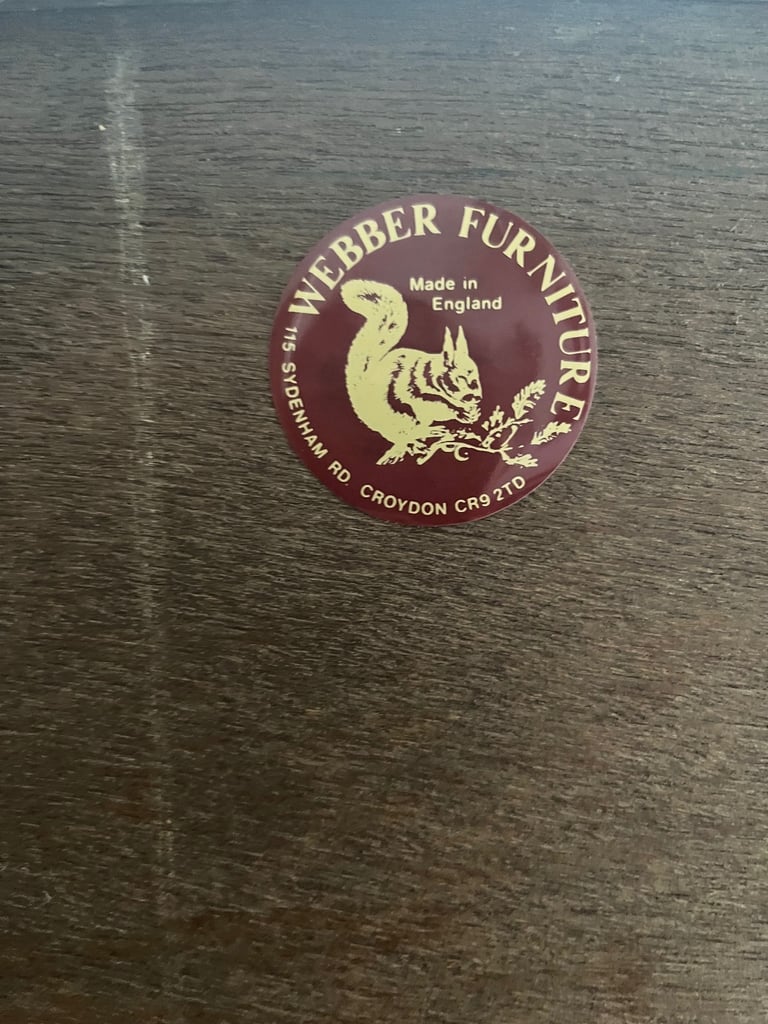 WEBBER FURNITURE
Made in
England
115 SYDENHAM RD. CROYDON CR9 2TD